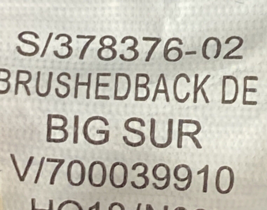 S/378376-02
BRUSHEDBACK DE
BIG SUR
V/700039910